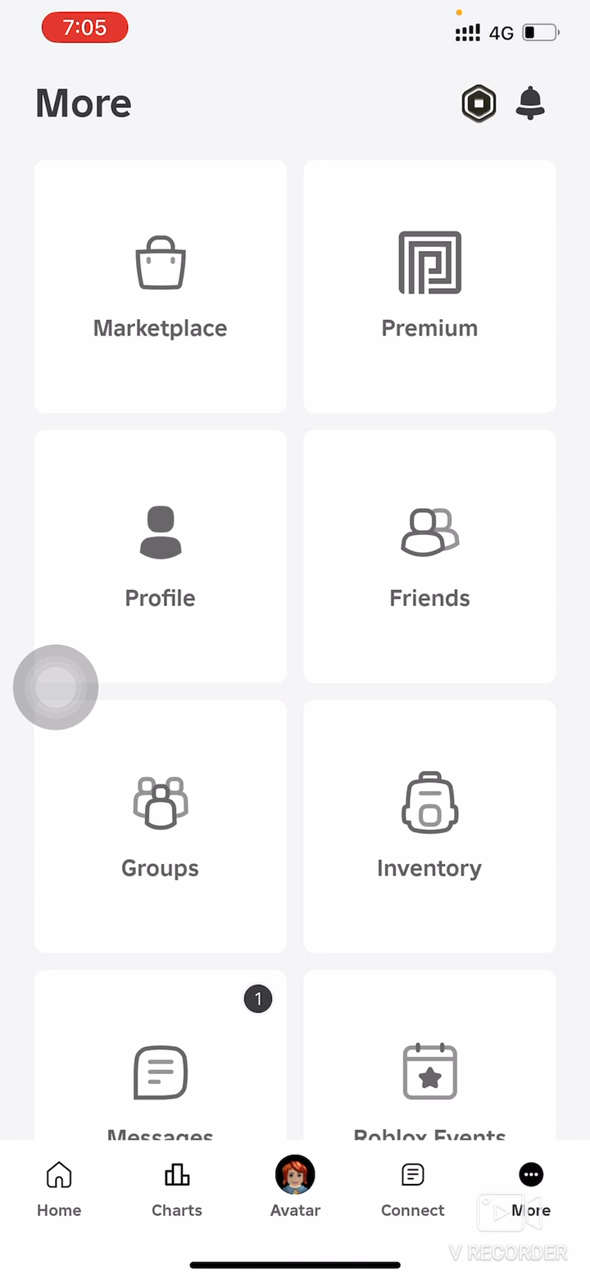 7:05
4G
More
Marketplace
Premium
Profile
Friends
Groups
Inventory
1
Messages
Roblox Events
Home
Charts
Avatar
Connect
More
V RECORDER